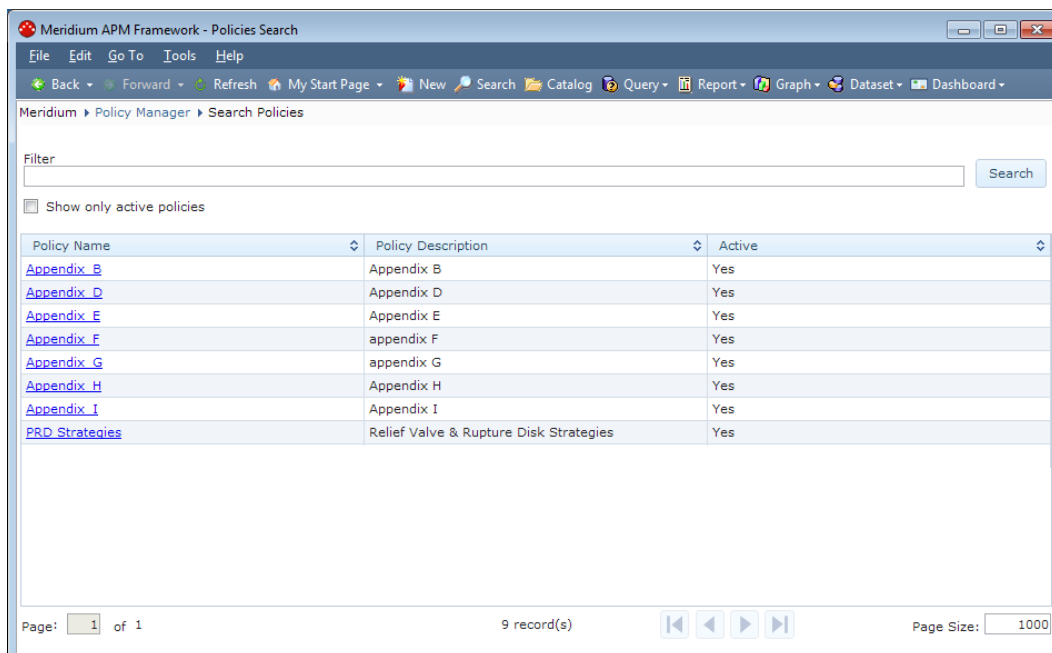 Meridium APM Framework - Policies Search
File Edit Go To Tools Help
Back Forward Refresh My Start Page New Search Catalog Query Report Graph Dataset Dashboard
Meridium Policy Manager Search Policies
Filter
Search
Show only active policies
Policy Name Policy Description Active
Appendix_B Appendix B Yes
Appendix_D Appendix D Yes
Appendix_E Appendix E Yes
Appendix_F appendix F Yes
Appendix_G appendix G Yes
Appendix_H Appendix H Yes
Appendix_I Appendix I Yes
PRD Strategies Relief Valve & Rupture Disk Strategies Yes
Page: 1 of 1 9 record(s) Page Size: 1000